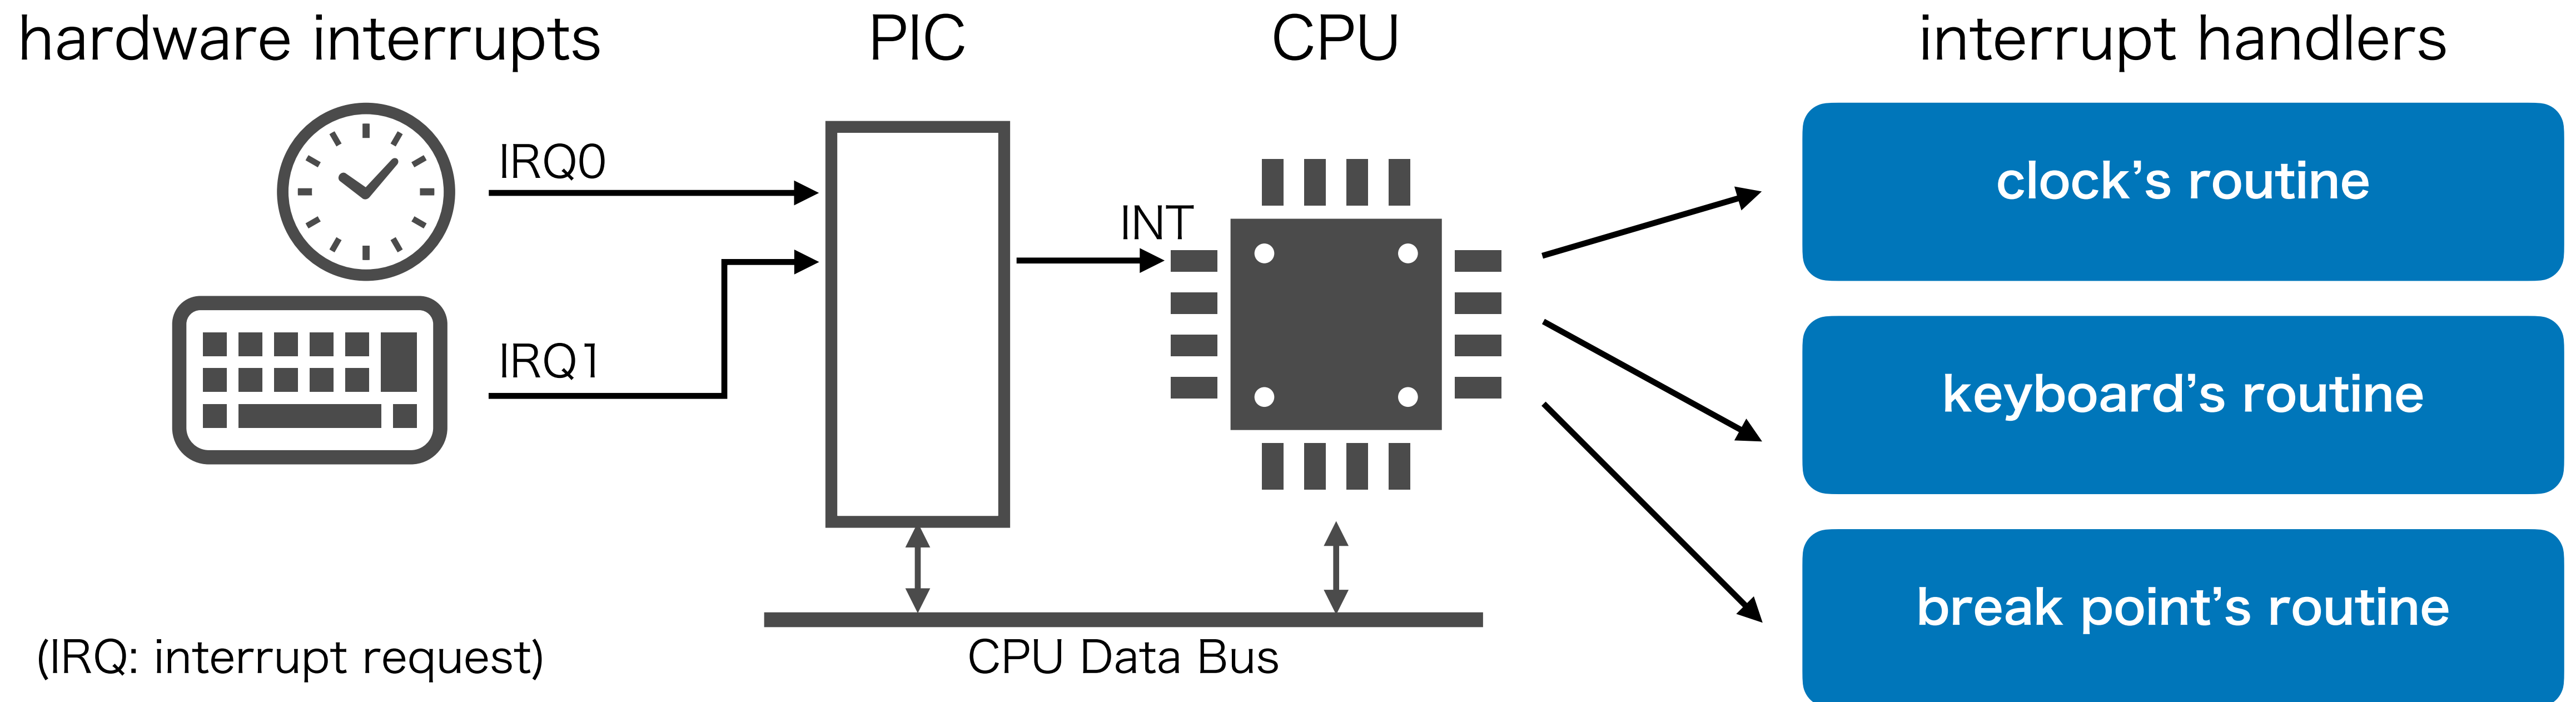 hardware interrupts
PIC
CPU
interrupt handlers
IRQ0
IRQ1
INT
clock’s routine
keyboard’s routine
break point’s routine
CPU Data Bus
(IRQ: interrupt request)